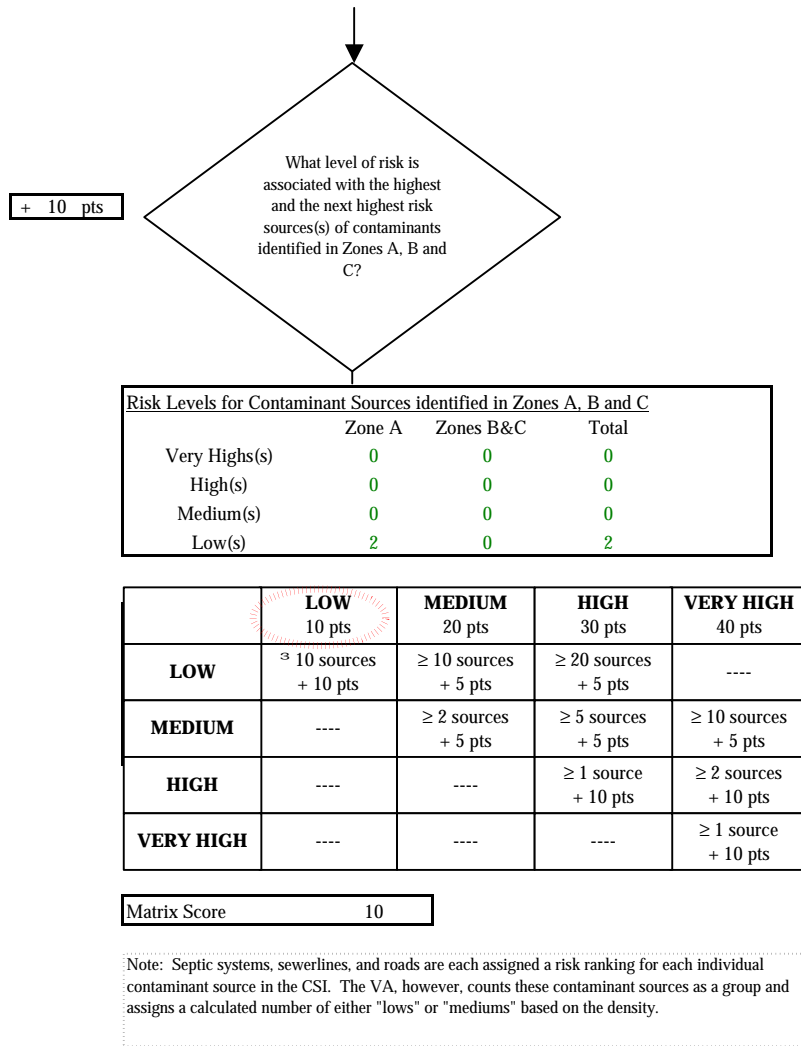 What level of risk is
associated with the highest
and the next highest risk
sources(s) of contaminants
identified in Zones A, B and
C?
+ 10 pts
Risk Levels for Contaminant Sources identified in Zones A, B and C
Zone A Zones B&C Total
Very Highs(s) 0 0 0
High(s) 0 0 0
Medium(s) 0 0 0
Low(s) 2 0 2
LOW MEDIUM HIGH VERY HIGH
10 pts 20 pts 30 pts 40 pts
LOW ³ 10 sources ≥ 10 sources ≥ 20 sources ----
+ 10 pts + 5 pts + 5 pts
MEDIUM ---- ≥ 2 sources ≥ 5 sources ≥ 10 sources
+ 5 pts + 5 pts + 5 pts
HIGH ---- ---- ≥ 1 source ≥ 2 sources
+ 10 pts + 10 pts
VERY HIGH ---- ---- ---- ≥ 1 source
+ 10 pts
Matrix Score 10
Note: Septic systems, sewerlines, and roads are each assigned a risk ranking for each individual
contaminant source in the CSI. The VA, however, counts these contaminant sources as a group and
assigns a calculated number of either "lows" or "mediums" based on the density.